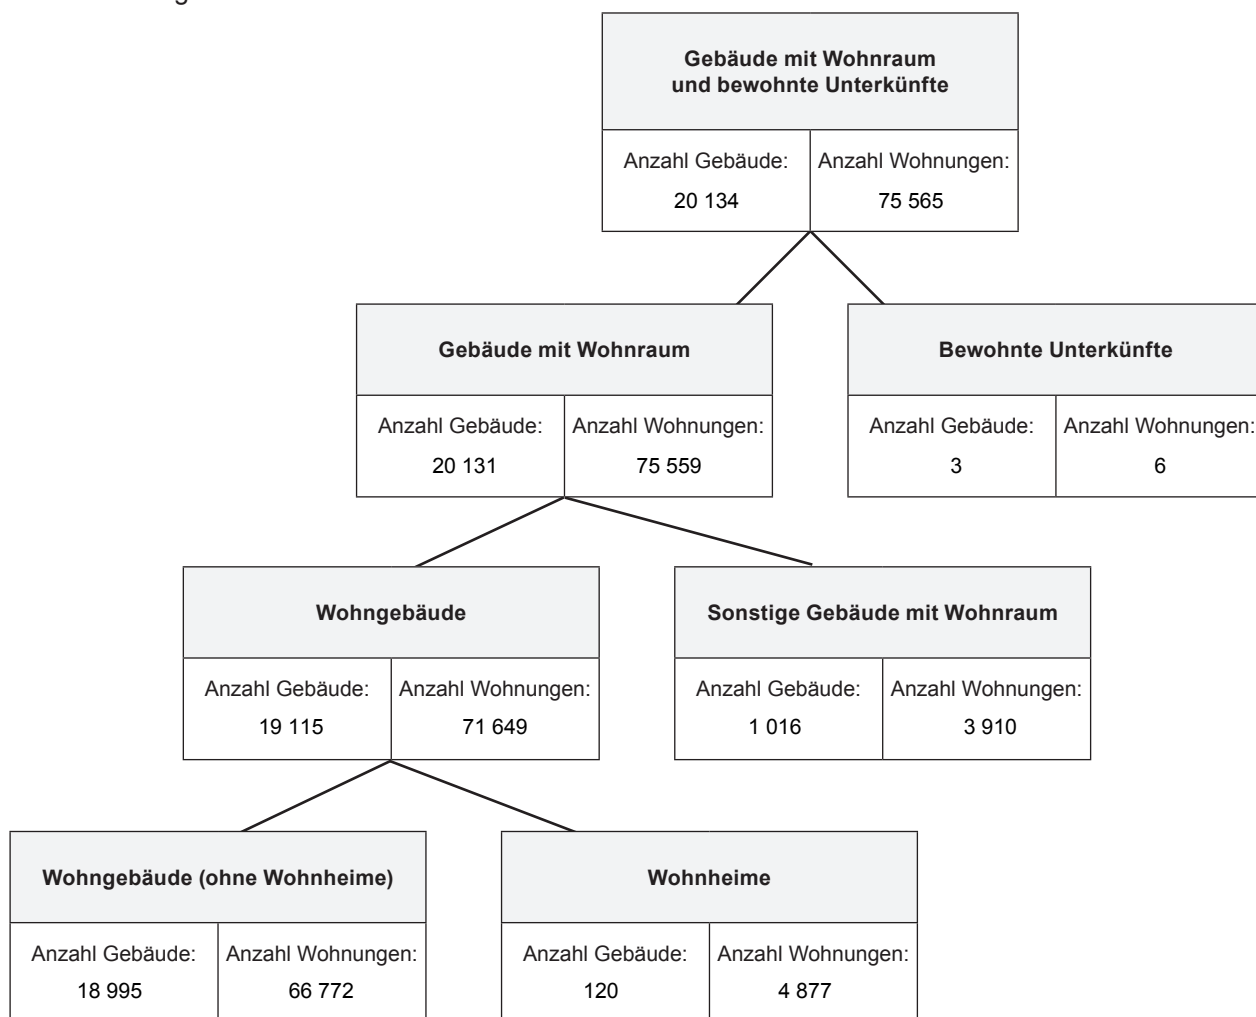 Gebäude mit Wohnraum
und bewohnte Unterkünfte
Anzahl Gebäude: Anzahl Wohnungen:
20 134 75 565
Gebäude mit Wohnraum
Anzahl Gebäude: Anzahl Wohnungen:
20 131 75 559
Bewohnte Unterkünfte
Anzahl Gebäude: Anzahl Wohnungen:
3 6
Wohngebäude
Anzahl Gebäude: Anzahl Wohnungen:
19 115 71 649
Sonstige Gebäude mit Wohnraum
Anzahl Gebäude: Anzahl Wohnungen:
1 016 3 910
Wohngebäude (ohne Wohnheime)
Anzahl Gebäude: Anzahl Wohnungen:
18 995 66 772
Wohnheime
Anzahl Gebäude: Anzahl Wohnungen:
120 4 877